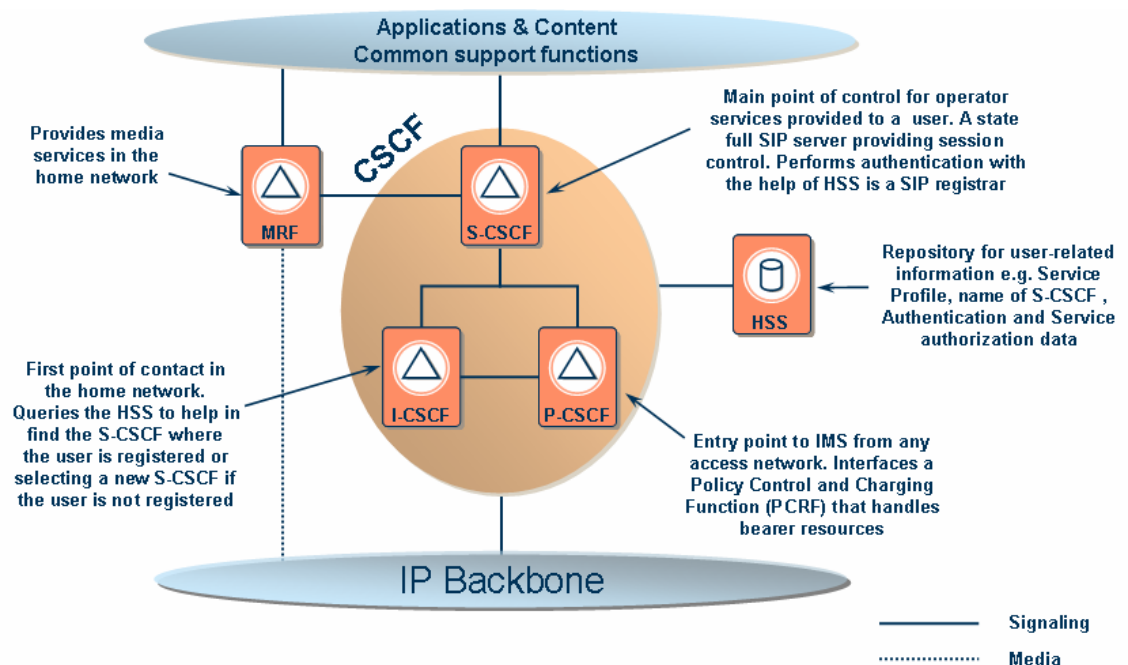 Applications & Content
Common support functions
Provides media
services in the
home network
CSCF
Main point of control for operator
services provided to a user. A state
full SIP server providing session
control. Performs authentication with
the help of HSS is a SIP registrar
MRF
S-CSCF
Repository for user-related
information e.g. Service
Profile, name of S-CSCF ,
Authentication and Service
authorization data
HSS
First point of contact in
the home network.
Queries the HSS to help in
find the S-CSCF where
the user is registered or
selecting a new S-CSCF if
the user is not registered
I-CSCF
P-CSCF
Entry point to IMS from any
access network. Interfaces a
Policy Control and Charging
Function (PCRF) that handles
bearer resources
IP Backbone
Signaling
Media